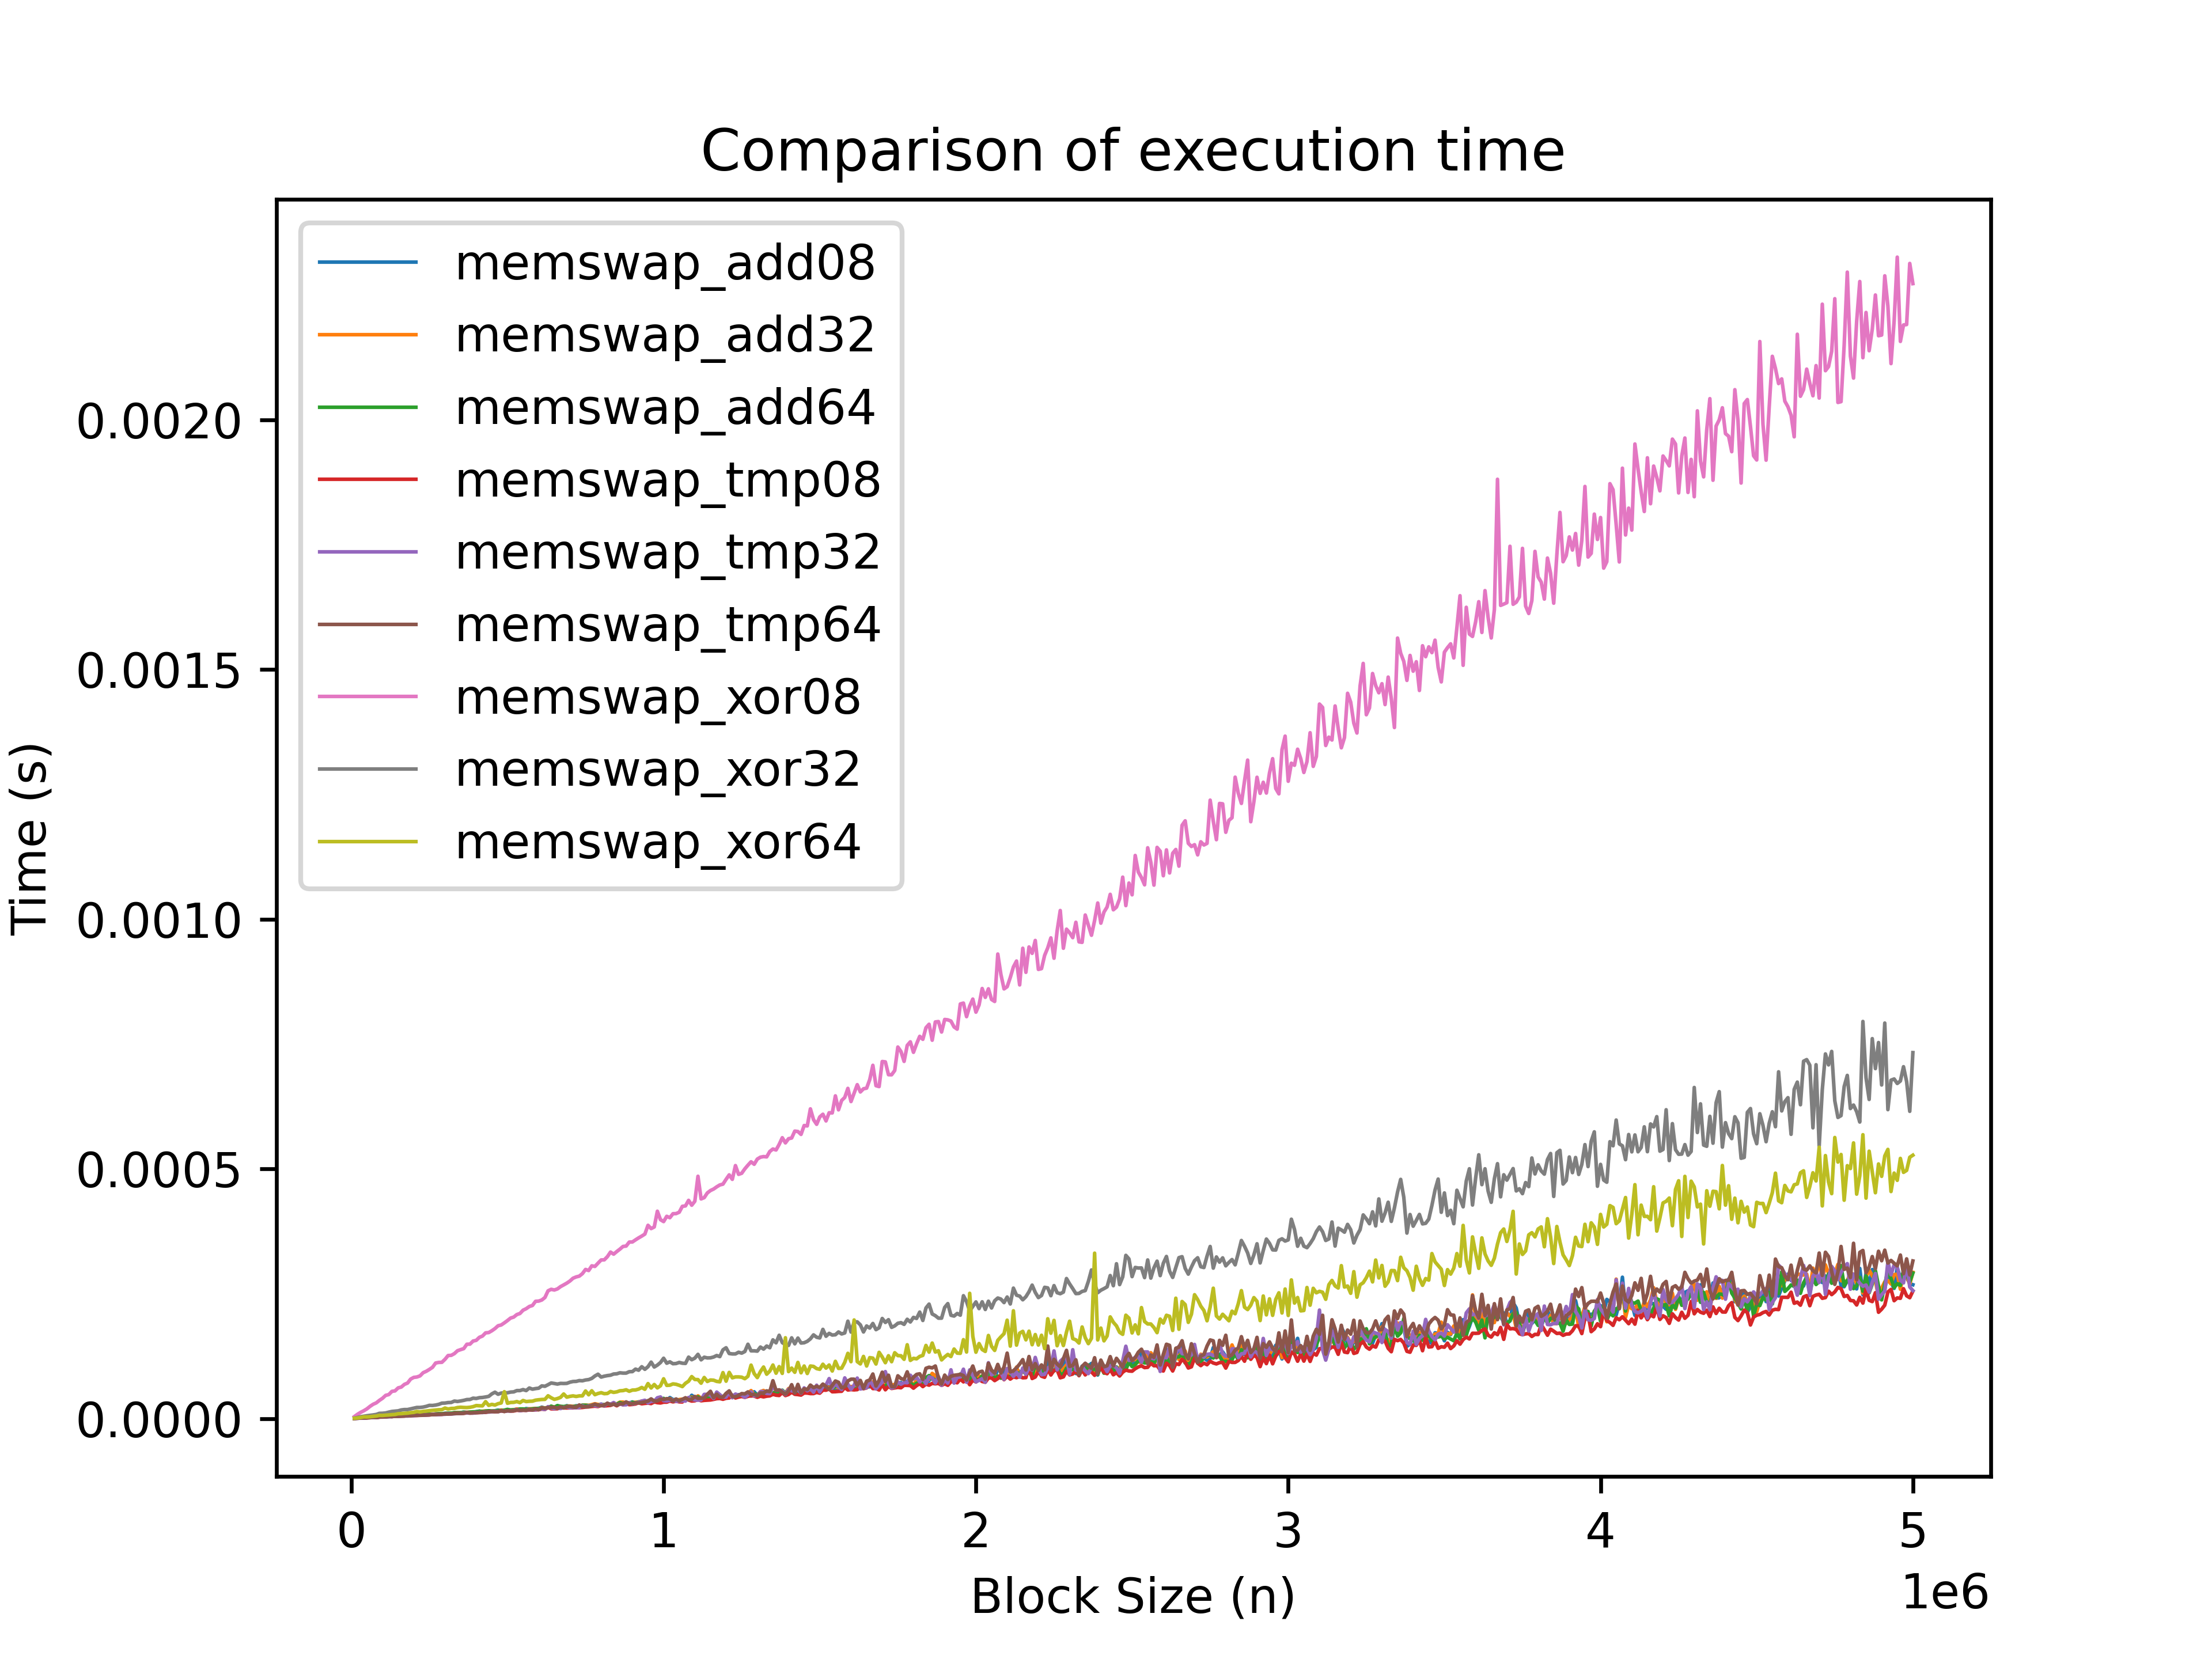 Comparison of execution time
memswap_add08
memswap_add32
memswap_add64
memswap_tmp08
memswap_tmp32
memswap_tmp64
memswap_xor08
memswap_xor32
memswap_xor64
Time (s)
0.0020
0.0015
0.0010
0.0005
0.0000
0 1 2 3 4 5
1e6
Block Size (n)